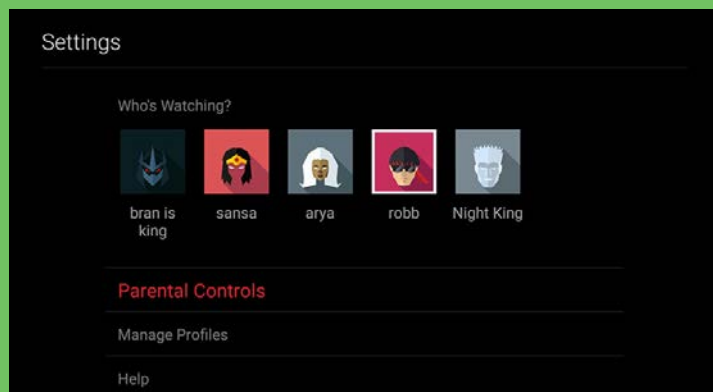 Settings
Who's Watching?
bran is king
sansa
arya
robb
Night King
Parental Controls
Manage Profiles
Help